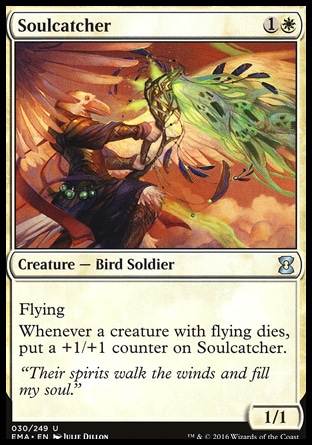 Soulcatcher 1
Creature — Bird Soldier
Flying
Whenever a creature with flying dies,
put a +1/+1 counter on Soulcatcher.
“Their spirits walk the winds and fill
my soul.”
1/1
030/249 U
EMA • EN Julie Dillon ™ & © 2016 Wizards of the Coast